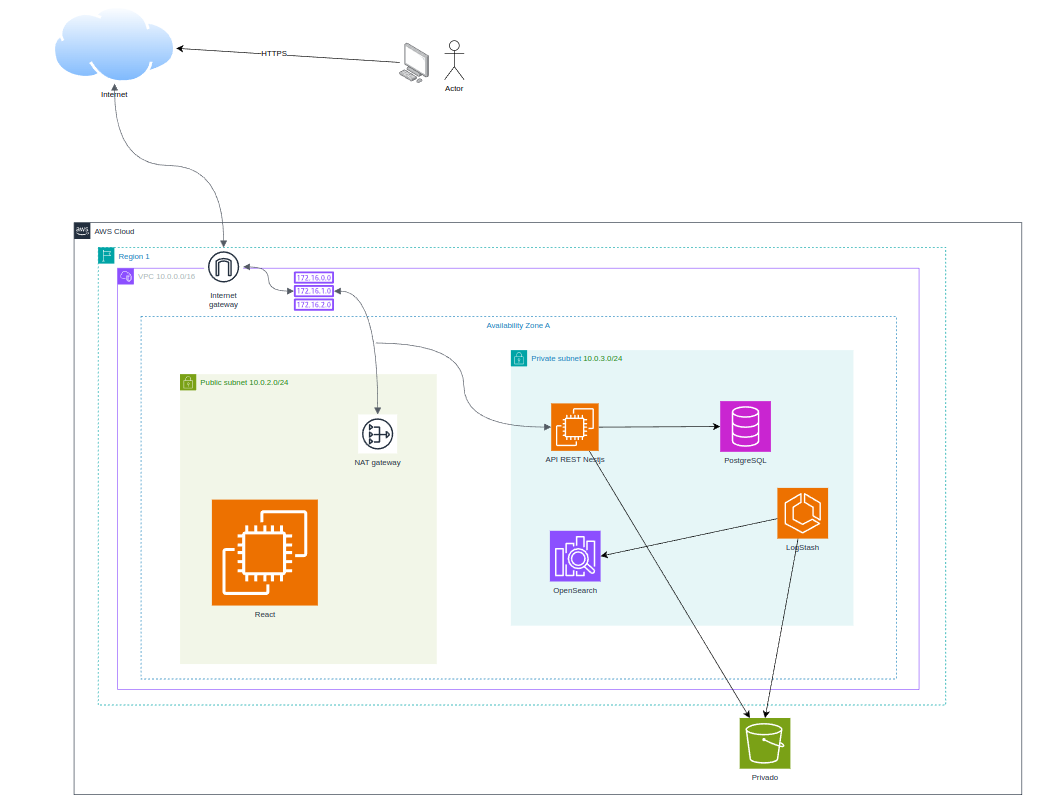 HTTPS
Actor
Internet
aws
AWS Cloud
Region 1
VPC 10.0.0.0/16
Internet
gateway
172.16.0.0
172.16.1.0
172.16.2.0
Availability Zone A
Private subnet 10.0.3.0/24
Public subnet 10.0.2.0/24
NAT gateway
API REST Nestjs
PostgreSQL
LogStash
OpenSearch
React
Privado